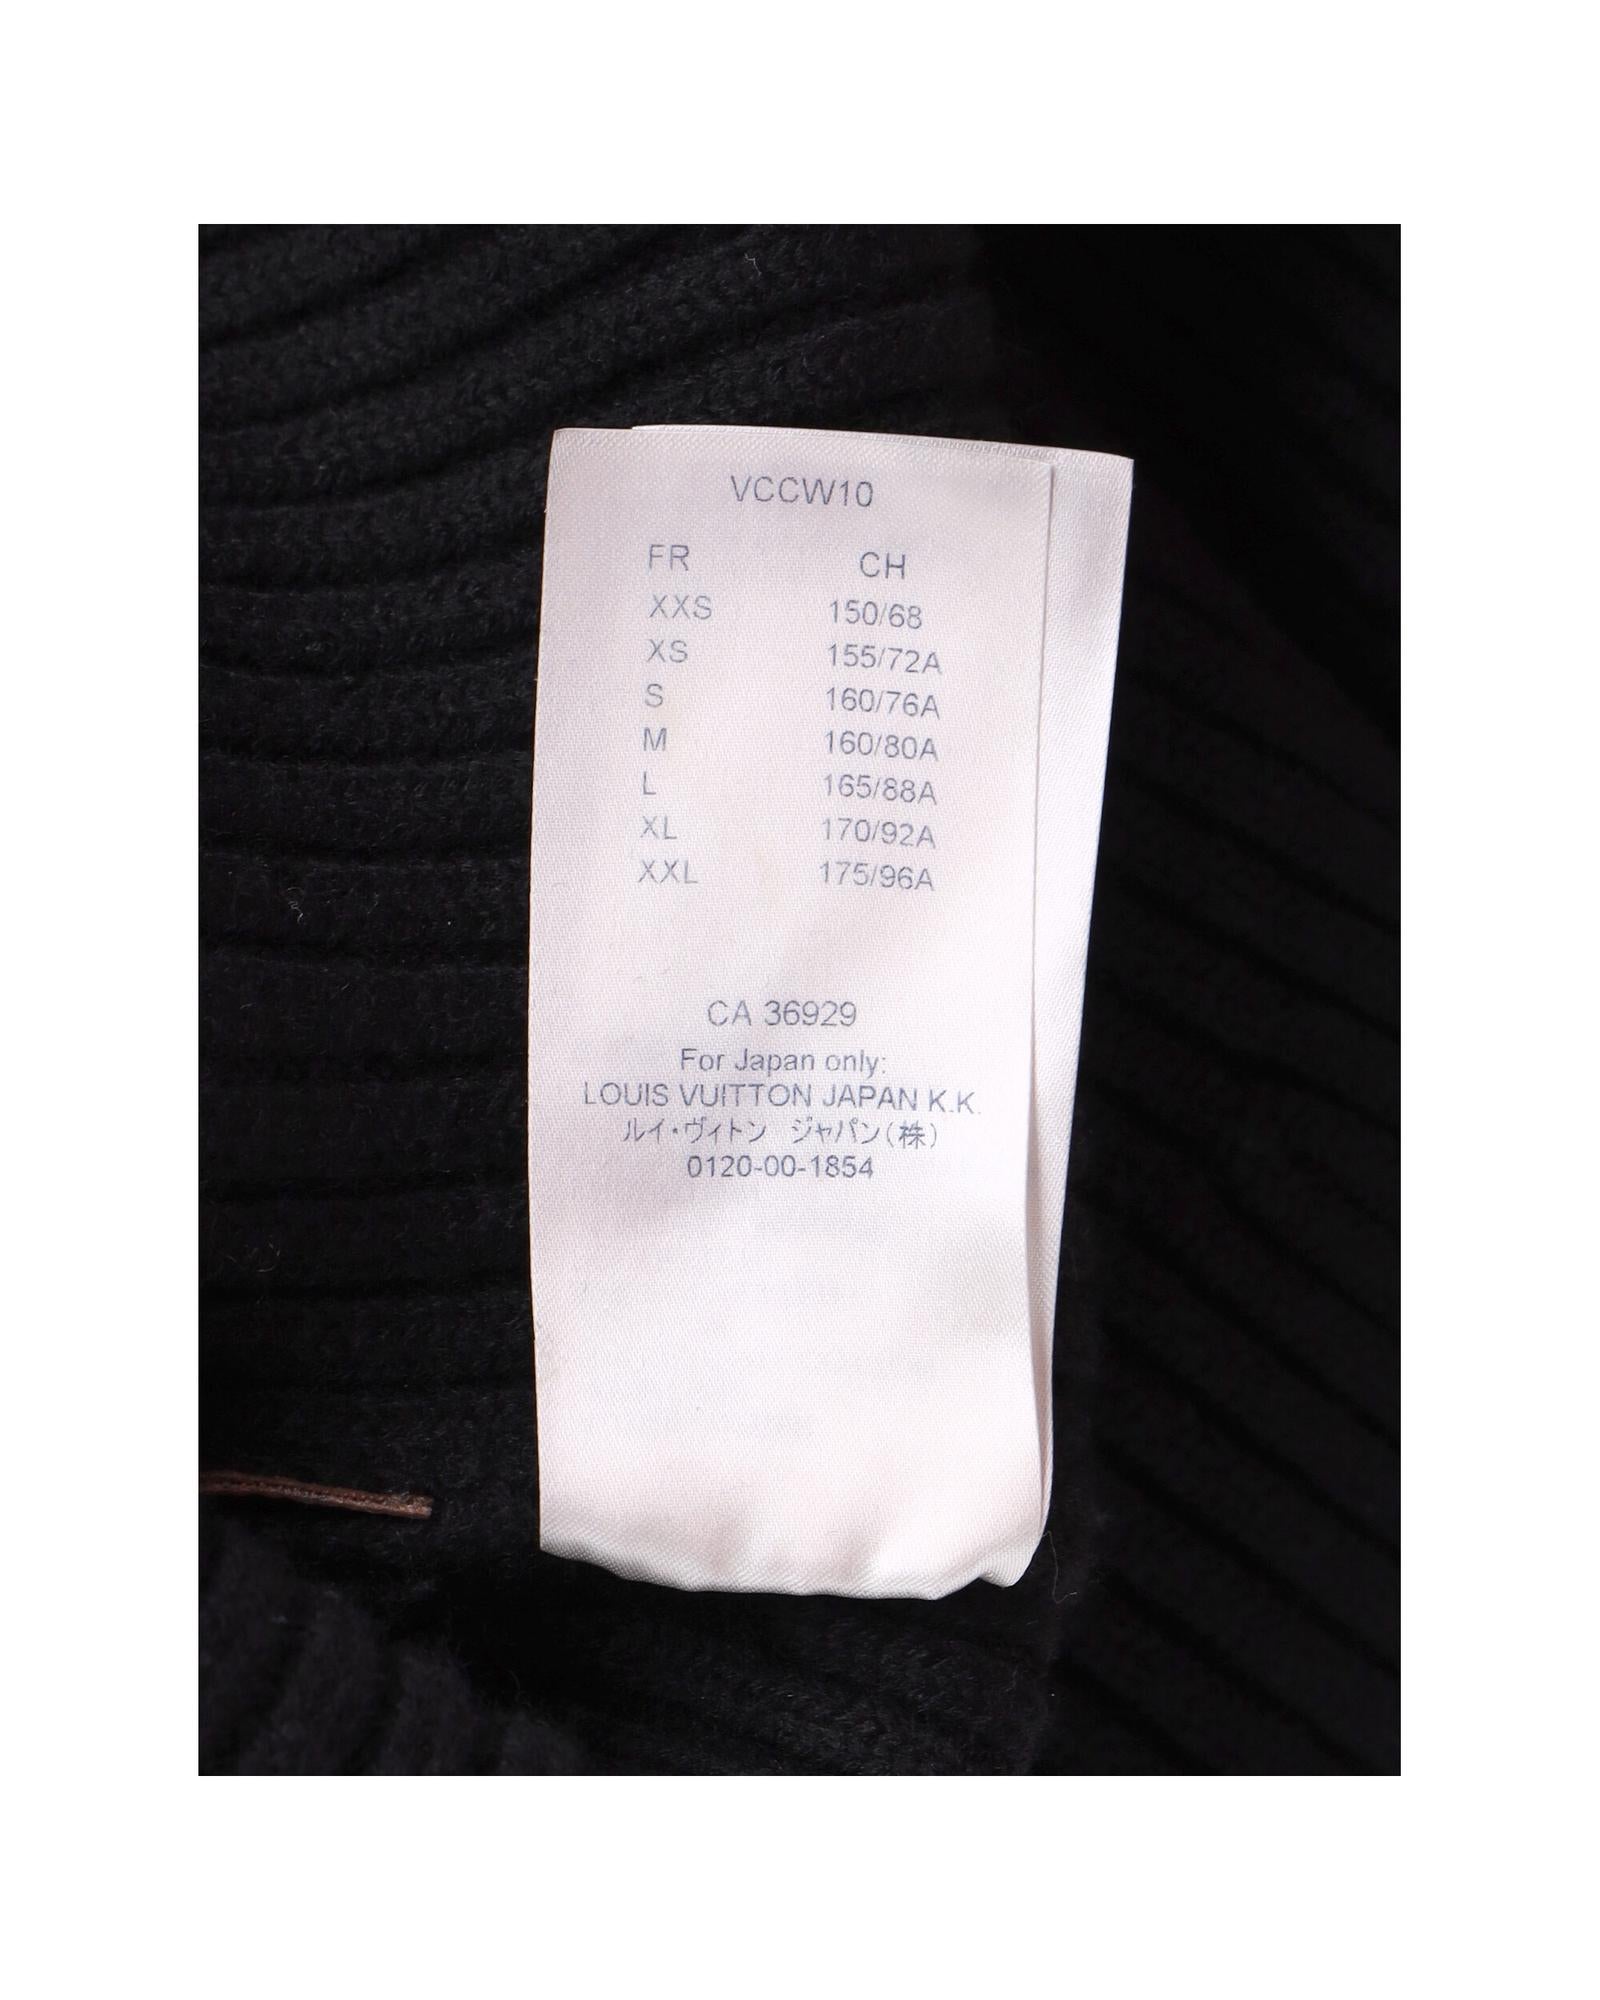 VCCW10
FR CH
XXS 150/68
XS 155/72A
S 160/76A
M 160/80A
L 165/88A
XL 170/92A
XXL 175/96A
CA 36929
For Japan only:
LOUIS VUITTON JAPAN K.K.
ルイ・ヴィトン ジャパン(株)
0120-00-1854